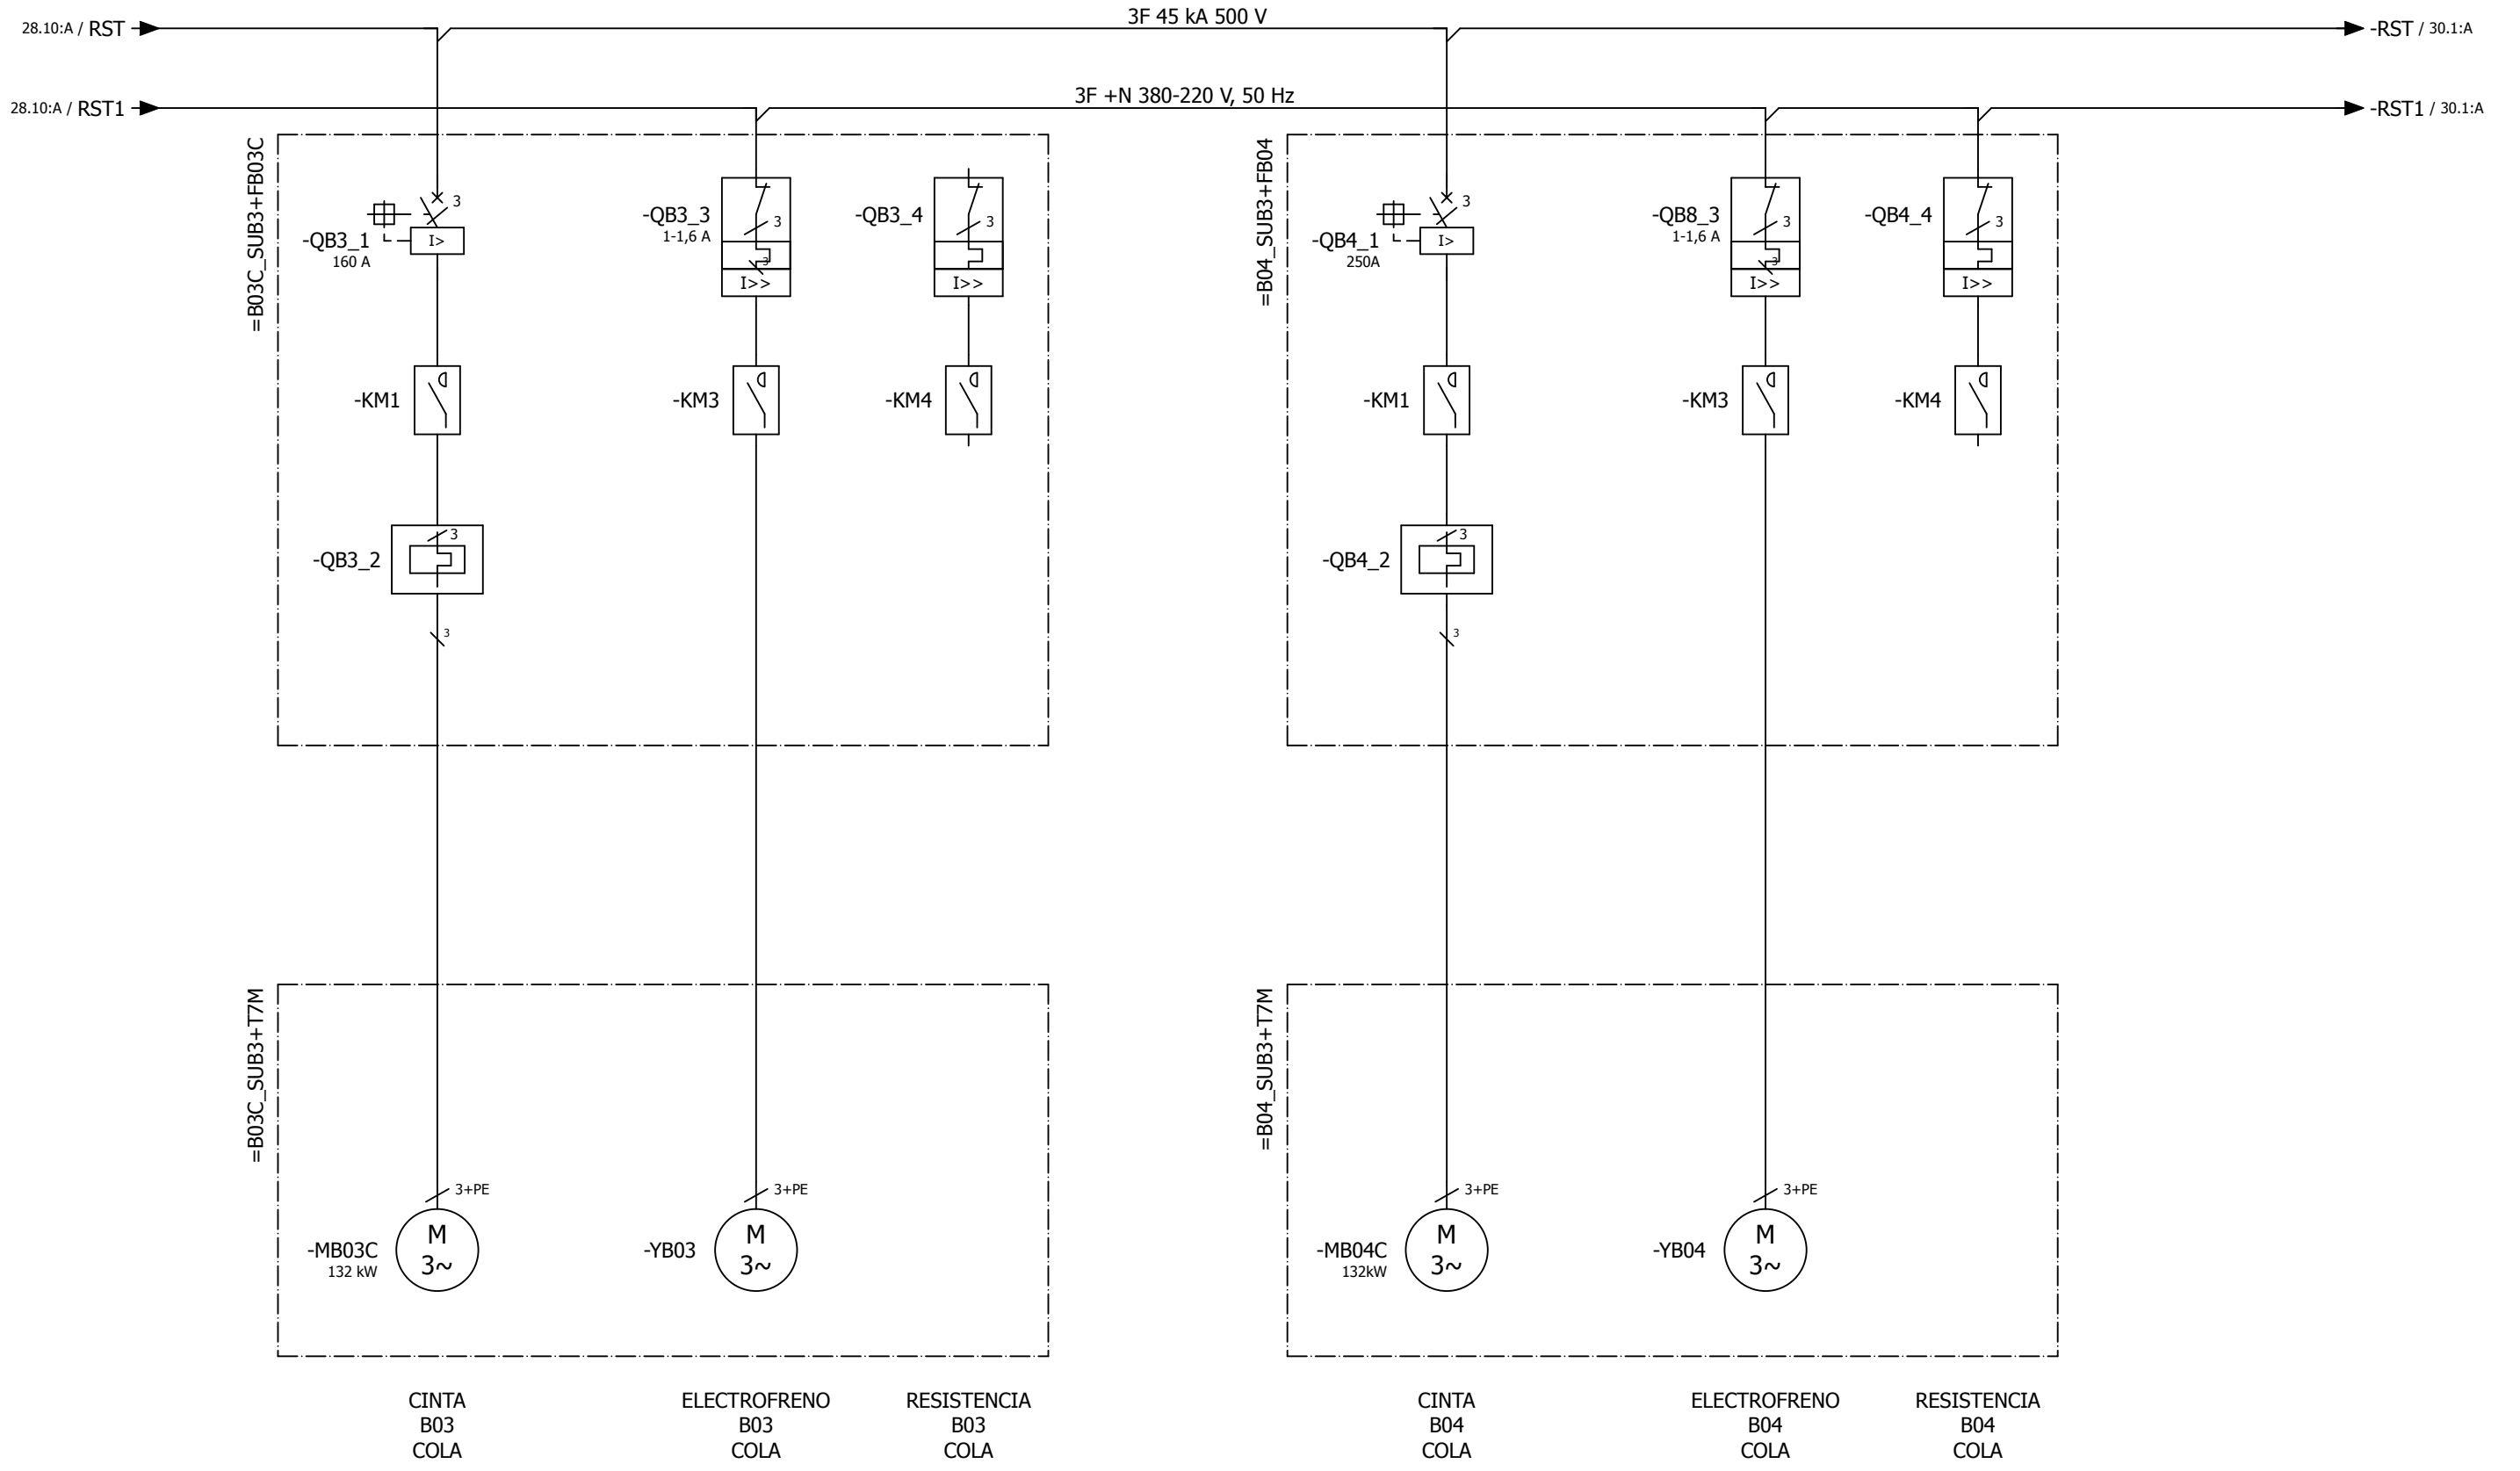 28.10:A / RST
3F 45 kA 500 V
-RST / 30.1:A
28.10:A / RST1
3F +N 380-220 V, 50 Hz
-RST1 / 30.1:A
=B03C_SUB3+FB03C
-QB3_1
160 A
3
I>
-QB3_3
1-1,6 A
3
3
I>>
-QB3_4
3
I>>
-KM1
-KM3
-KM4
-QB3_2
3
3
=B04_SUB3+FB04
-QB4_1
250A
3
I>
-QB8_3
1-1,6 A
3
3
I>>
-QB4_4
3
I>>
-KM1
-KM3
-KM4
-QB4_2
3
3
=B03C_SUB3+T7M
3+PE
-MB03C
132 kW
M
3~
3+PE
-YB03
M
3~
=B04_SUB3+T7M
3+PE
-MB04C
132kW
M
3~
3+PE
-YB04
M
3~
CINTA
B03
COLA
ELECTROFRENO
B03
COLA
RESISTENCIA
B03
COLA
CINTA
B04
COLA
ELECTROFRENO
B04
COLA
RESISTENCIA
B04
COLA